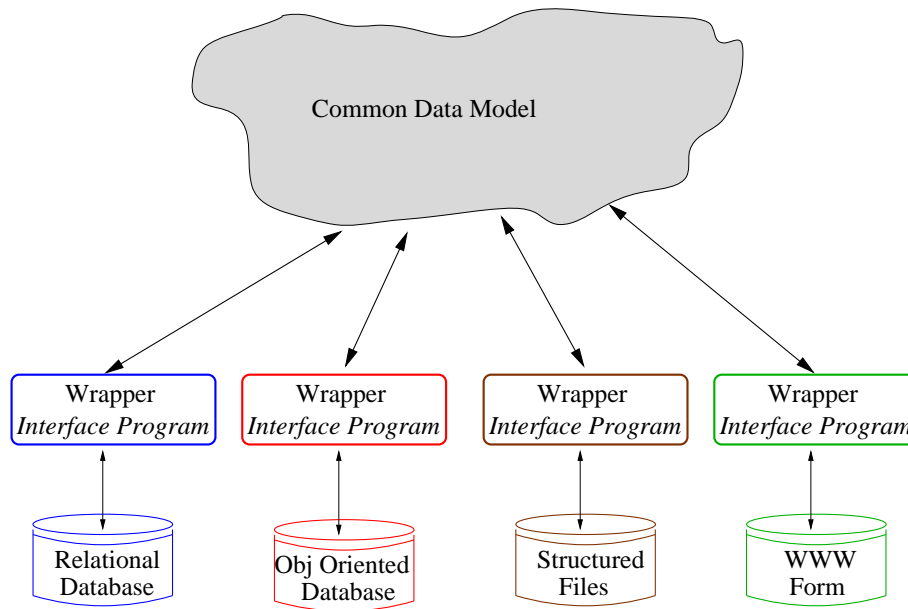 Common Data Model
Wrapper
Interface Program
Wrapper
Interface Program
Wrapper
Interface Program
Wrapper
Interface Program
Relational
Database
Obj Oriented
Database
Structured
Files
WWW
Form